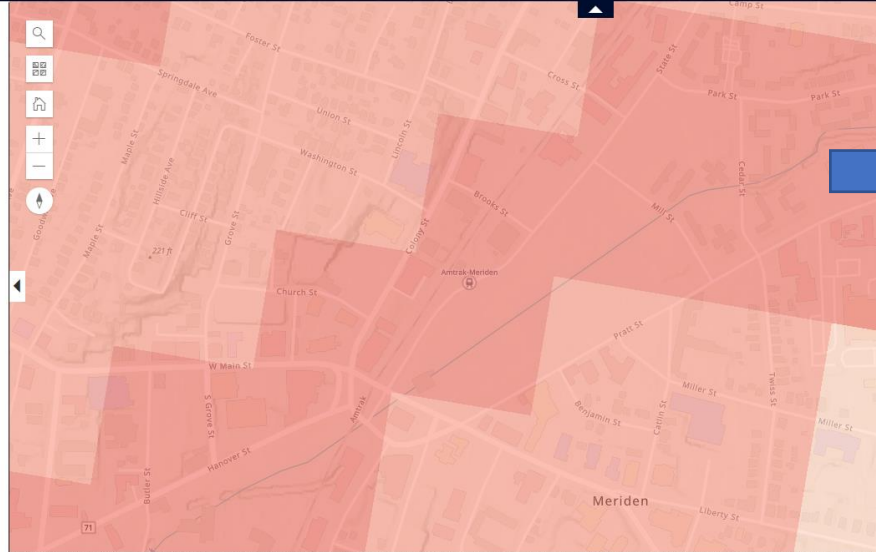 Camp St
Foster St
State St
Cross St
Springdale Ave
Park St
Park St
Union St
Lincoln St
Maple St
Washington St
Hillside Ave
Cedar St
Brooks St
Mill St
Cliff St
Grove St
Colony St
Maple St
221 ft
Amtrak-Meriden
Church St
Pratt St
W Main St
Twiss St
Miller St
S Grove St
Amtrak
Benjamin St
Catlin St
Miller St
Hanover St
Butler St
Meriden
Liberty St
71